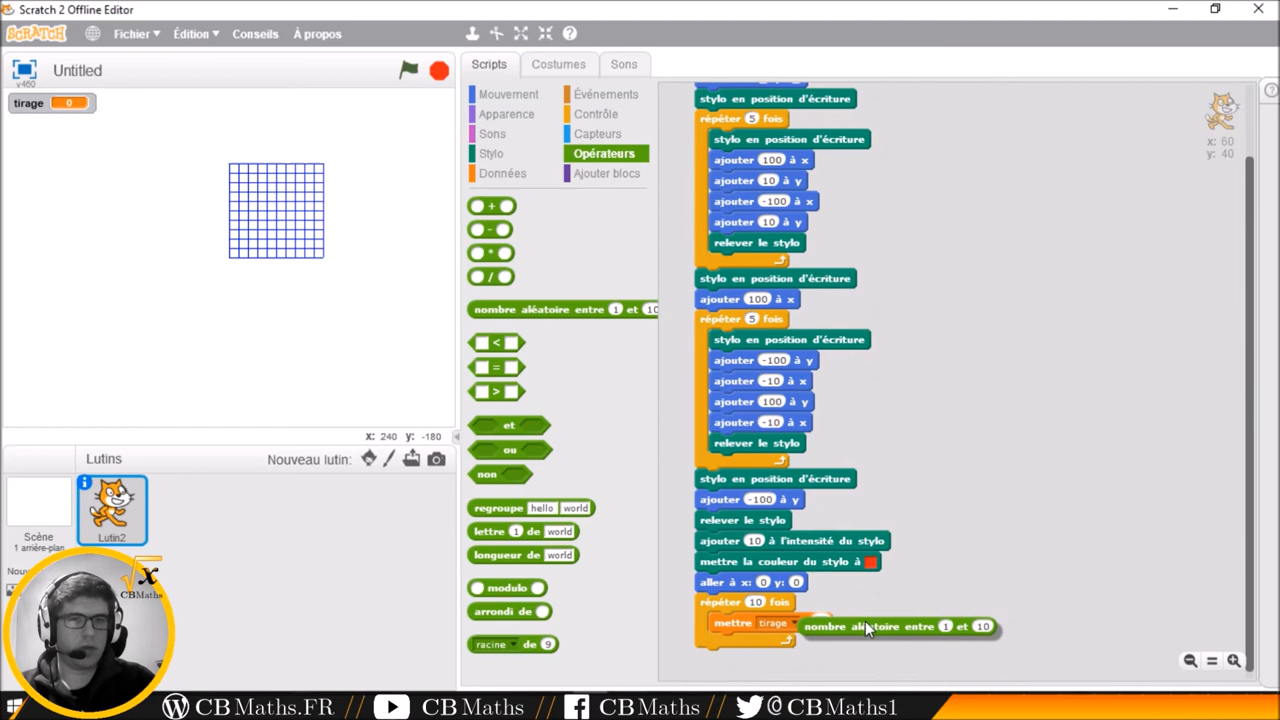 Scratch 2 Offline Editor
SCRATCH
Fichier
Édition
Conseils
À propos
v460
Untitled
tirage 0
x: 240 y: -180
Lutins
Nouveau lutin:
Scène
1 arrière-plan
Lutin2
x
CBMaths
Scripts
Costumes
Sons
Mouvement
Événements
Apparence
Contrôle
Sons
Capteurs
Stylo
Opérateurs
Données
Ajouter blocs
+
-
*
/
nombre aléatoire entre 1 et 10
<
=
>
et
ou
non
regroupe hello world
lettre 1 de world
longueur de world
modulo
arrondi de
racine de 9
stylo en position d'écriture
répéter 5 fois
stylo en position d'écriture
ajouter 100 à x
ajouter 10 à y
ajouter -100 à x
ajouter 10 à y
relever le stylo
stylo en position d'écriture
ajouter 100 à x
répéter 5 fois
stylo en position d'écriture
ajouter -100 à y
ajouter -10 à x
ajouter 100 à y
ajouter -10 à x
relever le stylo
stylo en position d'écriture
ajouter -100 à y
relever le stylo
ajouter 10 à l'intensité du stylo
mettre la couleur du stylo à
aller à x: 0 y: 0
répéter 10 fois
mettre tirage
nombre aléatoire entre 1 et 10
x: 60
y: 40
CBMaths.FR // CBMaths // CBMaths // @CBMaths1